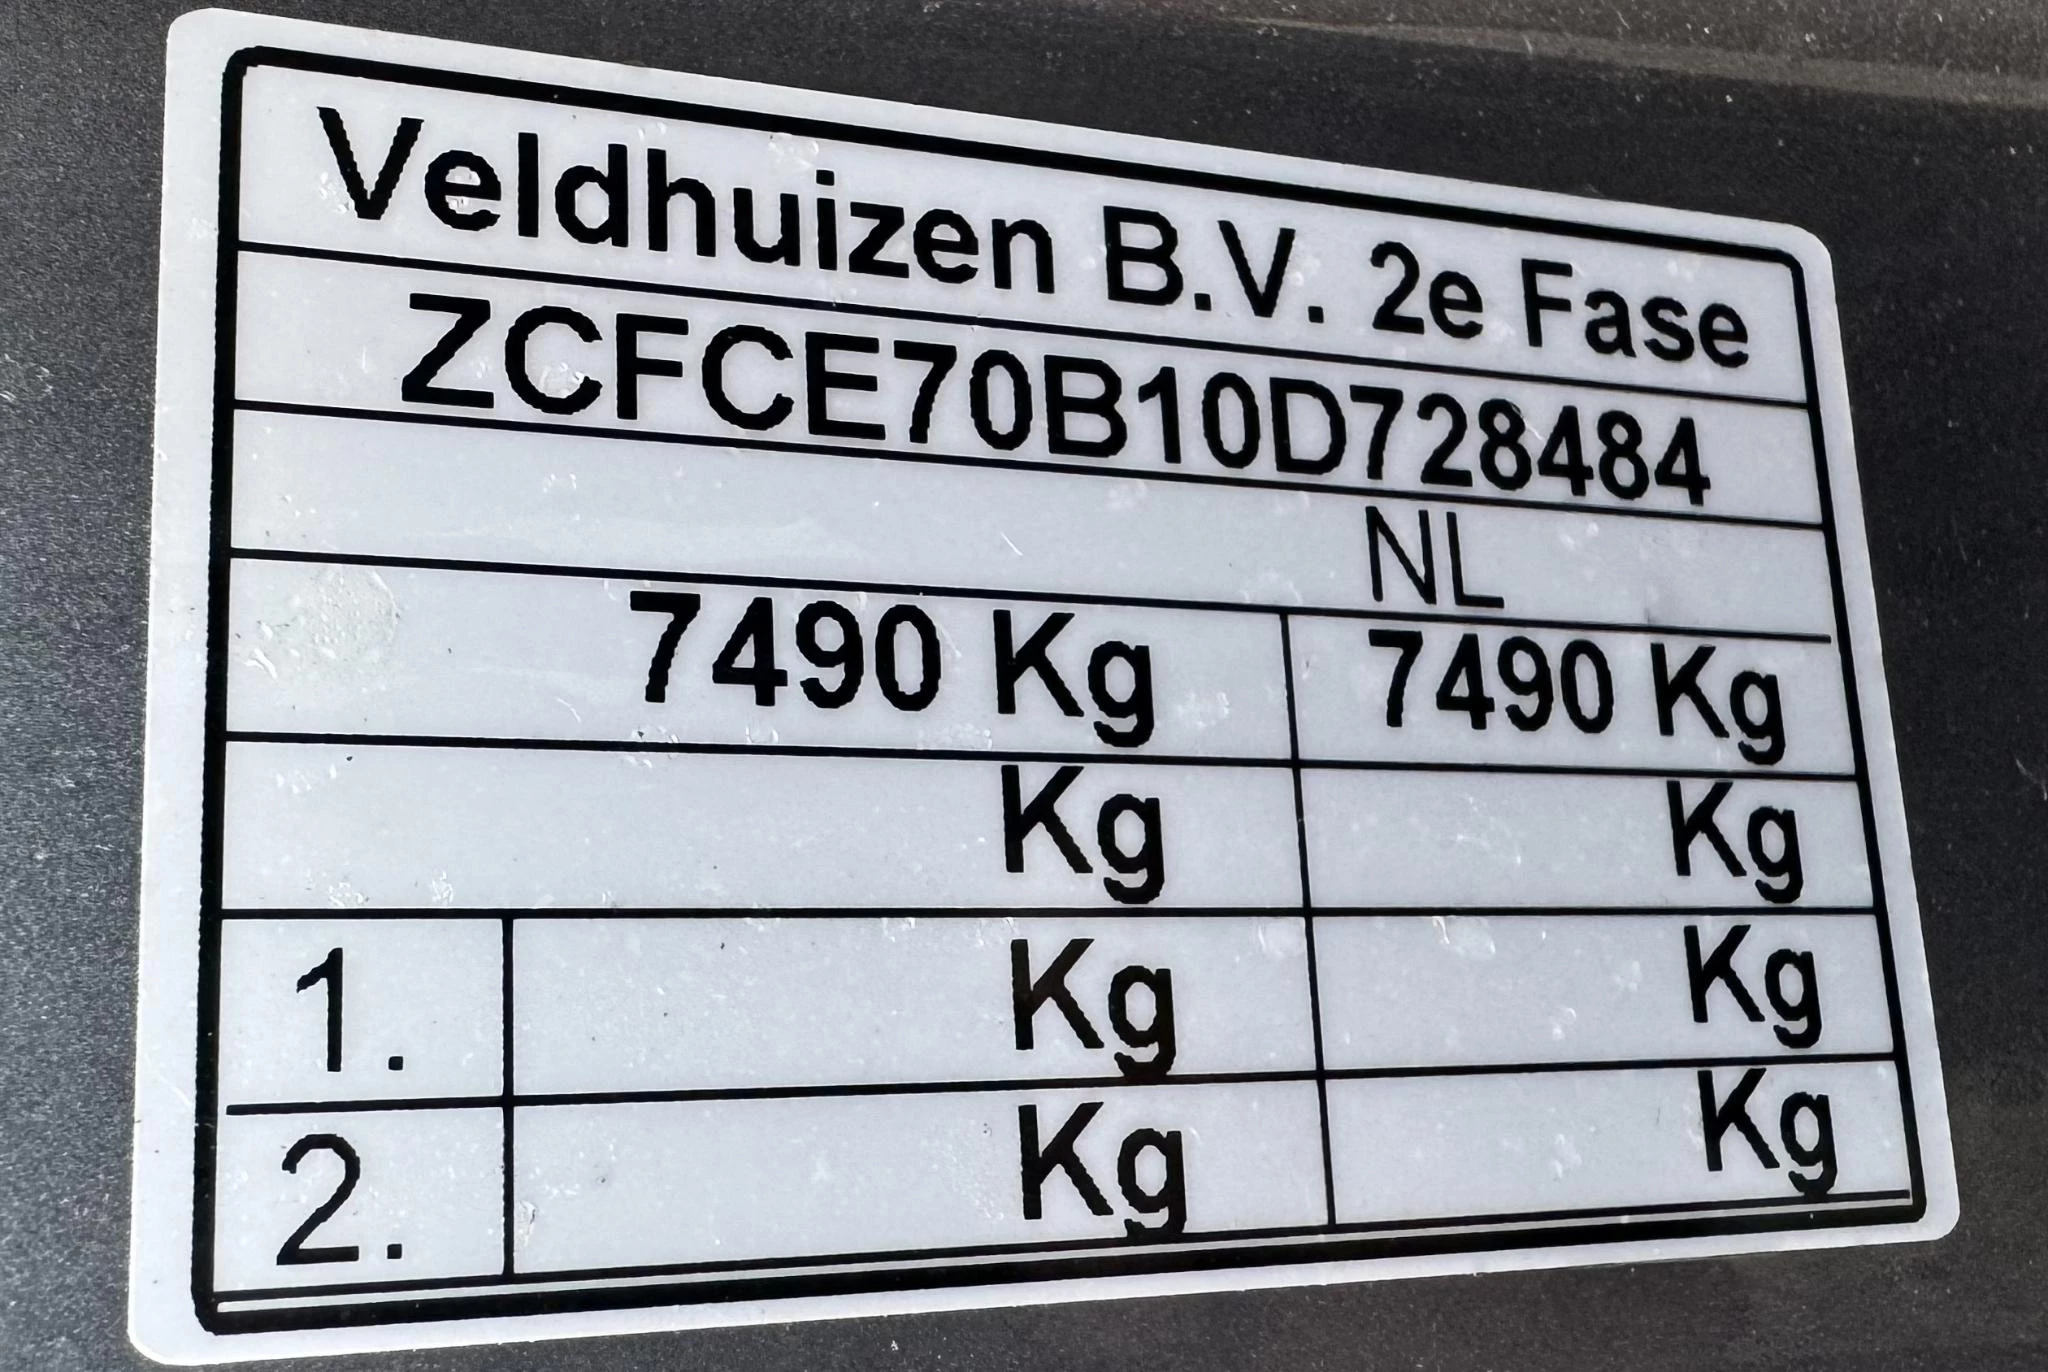 Veldhuizen B.V. 2e Fase
ZCFCE70B10D728484
NL
7490 Kg 7490 Kg
Kg Kg
1. Kg Kg
2. Kg Kg